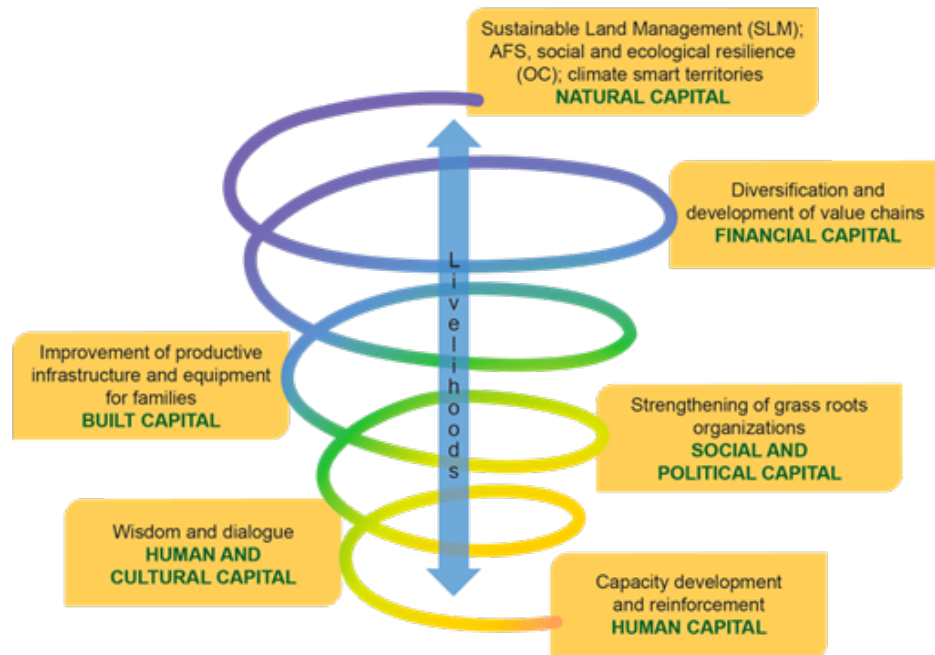 Sustainable Land Management (SLM);
AFS, social and ecological resilience
(OC); climate smart territories
NATURAL CAPITAL
Diversification and
development of value chains
FINANCIAL CAPITAL
Livelihoods
Improvement of productive
infrastructure and equipment
for families
BUILT CAPITAL
Strengthening of grass roots
organizations
SOCIAL AND
POLITICAL CAPITAL
Wisdom and dialogue
HUMAN AND
CULTURAL CAPITAL
Capacity development
and reinforcement
HUMAN CAPITAL